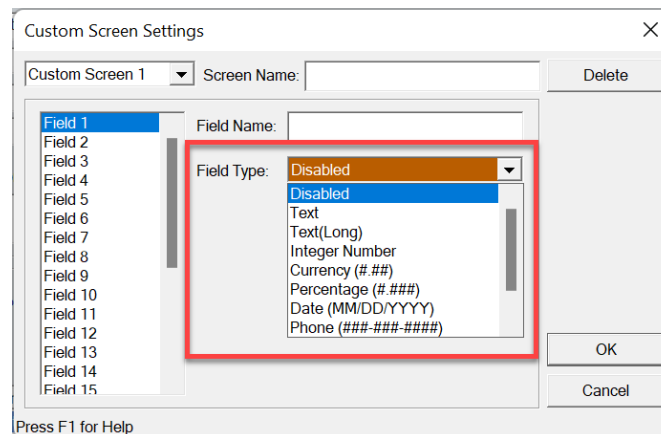 Custom Screen Settings
Custom Screen 1 Screen Name: Delete
Field 1
Field 2
Field 3
Field 4
Field 5
Field 6
Field 7
Field 8
Field 9
Field 10
Field 11
Field 12
Field 13
Field 14
Field 15
Field Name:
Field Type: Disabled
Disabled
Text
Text(Long)
Integer Number
Currency (#.##)
Percentage (#.###)
Date (MM/DD/YYYY)
Phone (###-###-####)
OK
Cancel
Press F1 for Help